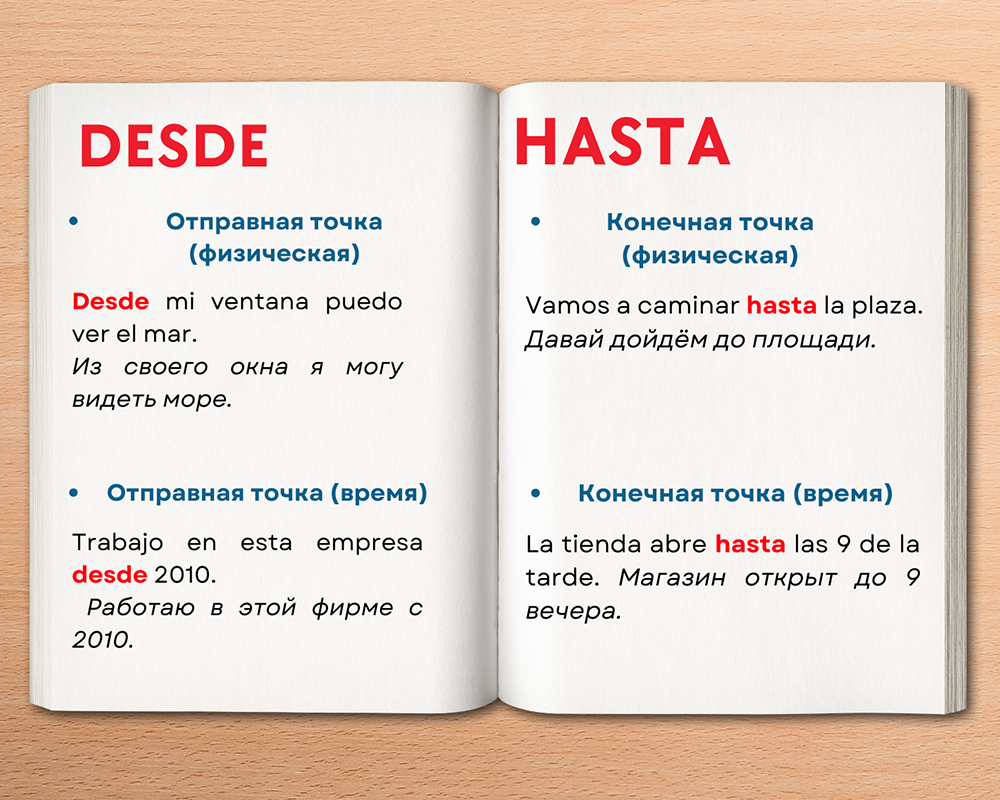 DESDE
• Отправная точка
(физическая)
Desde mi ventana puedo
ver el mar.
Из своего окна я могу
видеть море.
• Отправная точка (время)
Trabajo en esta empresa
desde 2010.
Работаю в этой фирме с
2010.
HASTA
• Конечная точка
(физическая)
Vamos a caminar hasta la plaza.
Давай дойдём до площади.
• Конечная точка (время)
La tienda abre hasta las 9 de la
tarde. Магазин открыт до 9
вечера.